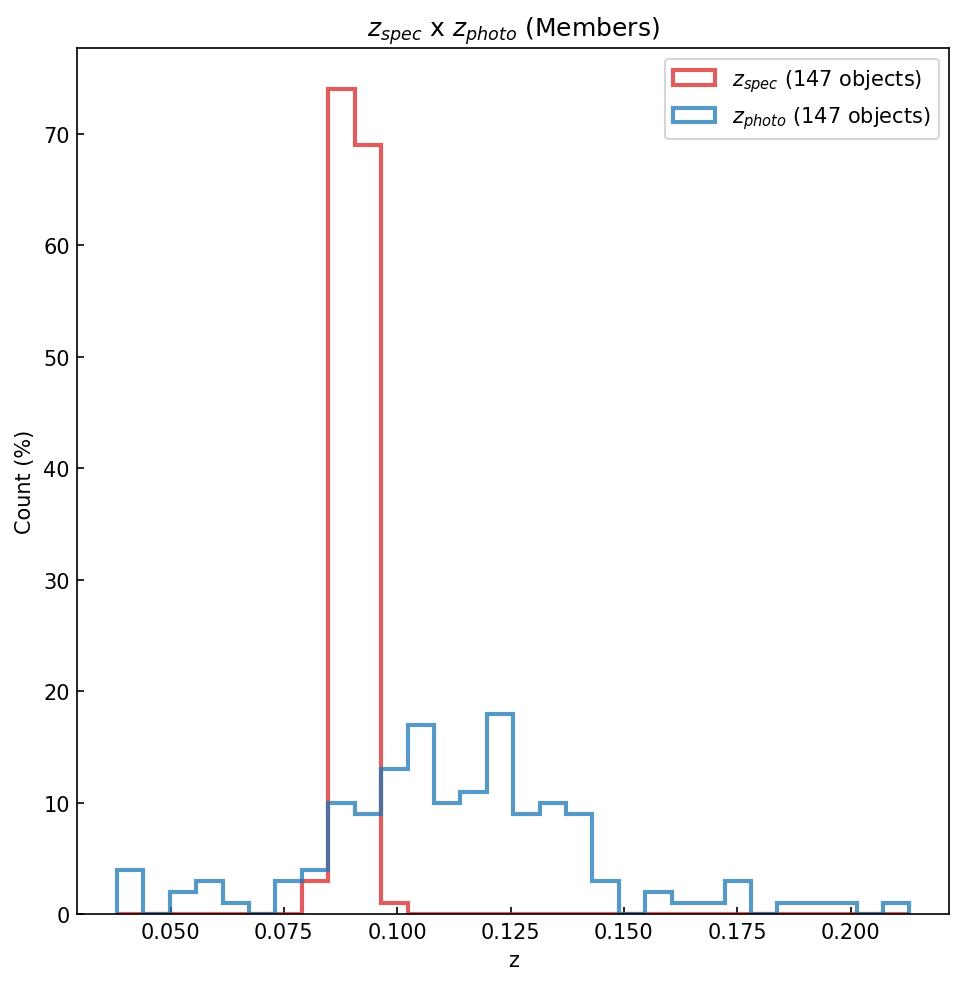 z_spec x z_photo (Members)
z_spec (147 objects)
z_photo (147 objects)
Count (%)
70
60
50
40
30
20
10
0
0.050 0.075 0.100 0.125 0.150 0.175 0.200
z